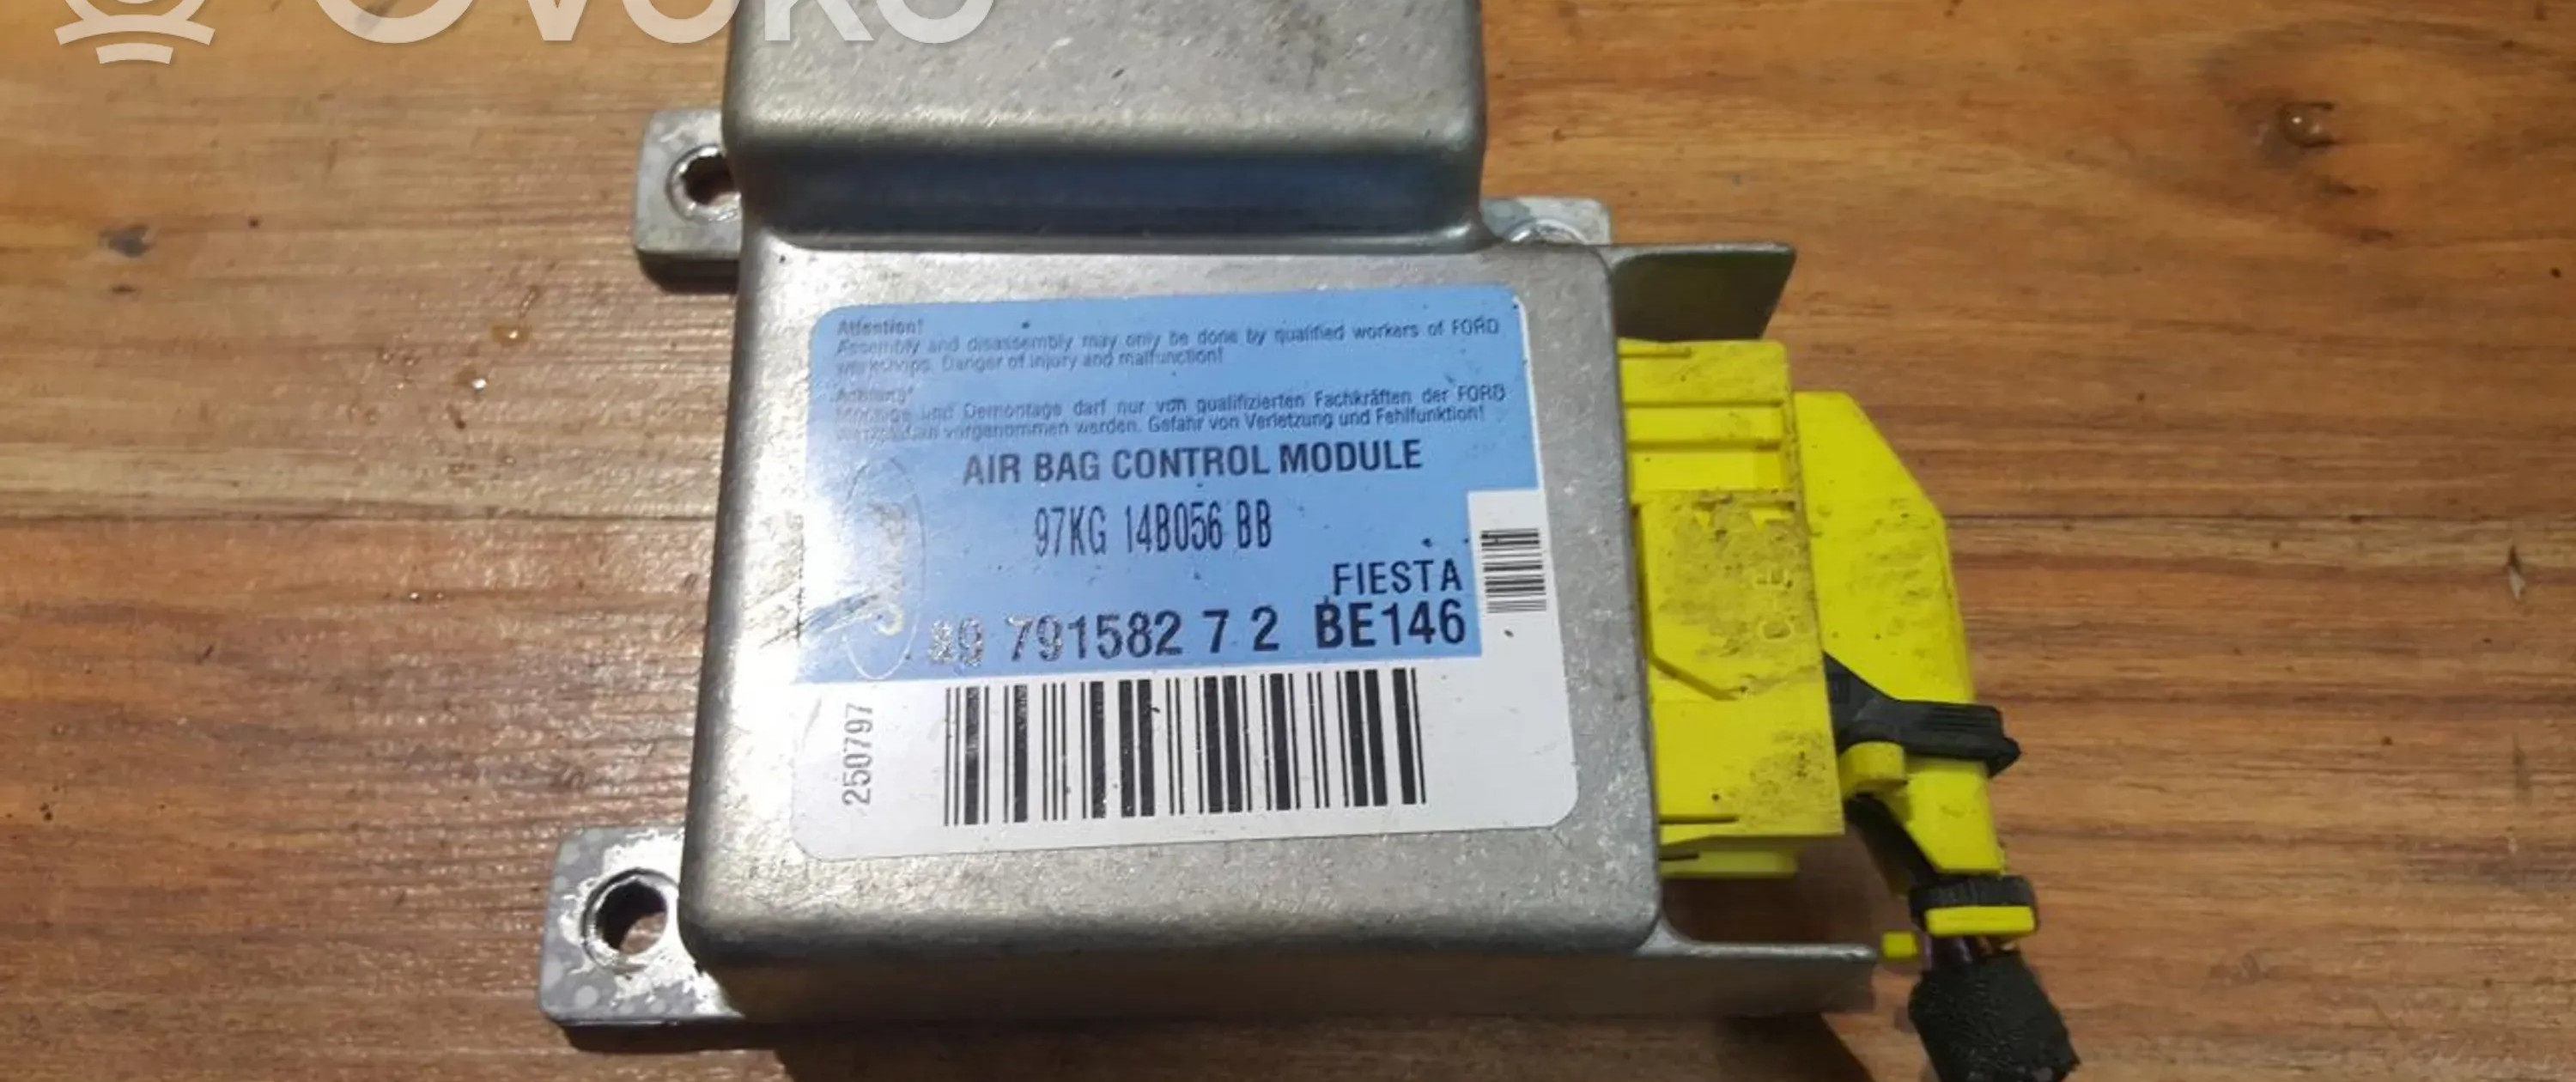 OVOKO
Attention!
Assembly and disassembly may only be done by qualified workers of FORD
workshops. Danger of injury and malfunction!
Achtung!
Montage und Demontage darf nur von qualifizierten Fachkräften der FORD
vorgenommen werden. Gefahr von Verletzung und Fehlfunktion!
AIR BAG CONTROL MODULE
97KG 14B056 BB
FIESTA
89 791582 7 2 BE146
250797